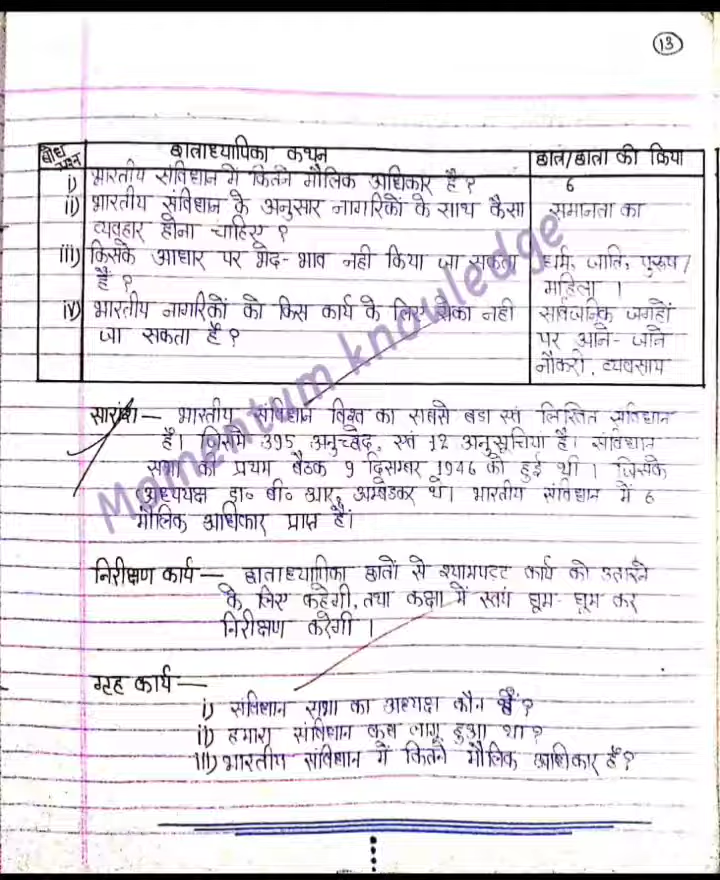 13
बोध प्रश्न छात्राध्यापिका कथन छात्र/छात्रा की क्रिया
i) भारतीय संविधान में कितने मौलिक अधिकार है? 6
ii) भारतीय संविधान के अनुसार नागरिकों के साथ कैसा समानता का
व्यवहार होना चाहिए?
iii) किसके आधार पर भेद-भाव नही किया जा सकता धर्म, जाति, पुरूष/
हैं? महिला।
iv) भारतीय नागरिकों को किस कार्य के लिए रोका नही सार्वजनिक जगहों
जा सकता है? पर आने-जाने
नौकरी, व्यवसाय
Momentum knowledge
सारांश— भारतीय संविधान विश्व का सबसे बडा एवं लिखित संविधान
है। जिसमे 395 अनुच्छेद, एवं 12 अनुसूचिया है। संविधान
सभा की प्रथम बैठक 9 दिसम्बर 1946 को हुई थी। जिसके
अध्ययक्ष डा० बी० आर, अम्बेडकर थे। भारतीय संविधान में 6
मौलिक अधिकार प्राप्त हैं।
निरीक्षण कार्य— छात्राध्यापिका छात्रों से श्यामपट्ट कार्य को उतारने
के लिए कहेगी, तथा कक्षा में स्वयं घूम-घूम कर
निरीक्षण करेगी।
गृह कार्य—
i) संविधान सभा का अध्यक्ष कौन हैं?
ii) हमारा संविधान कब लागू हुआ था?
iii) भारतीय संविधान में कितने मौलिक अधिकार है?